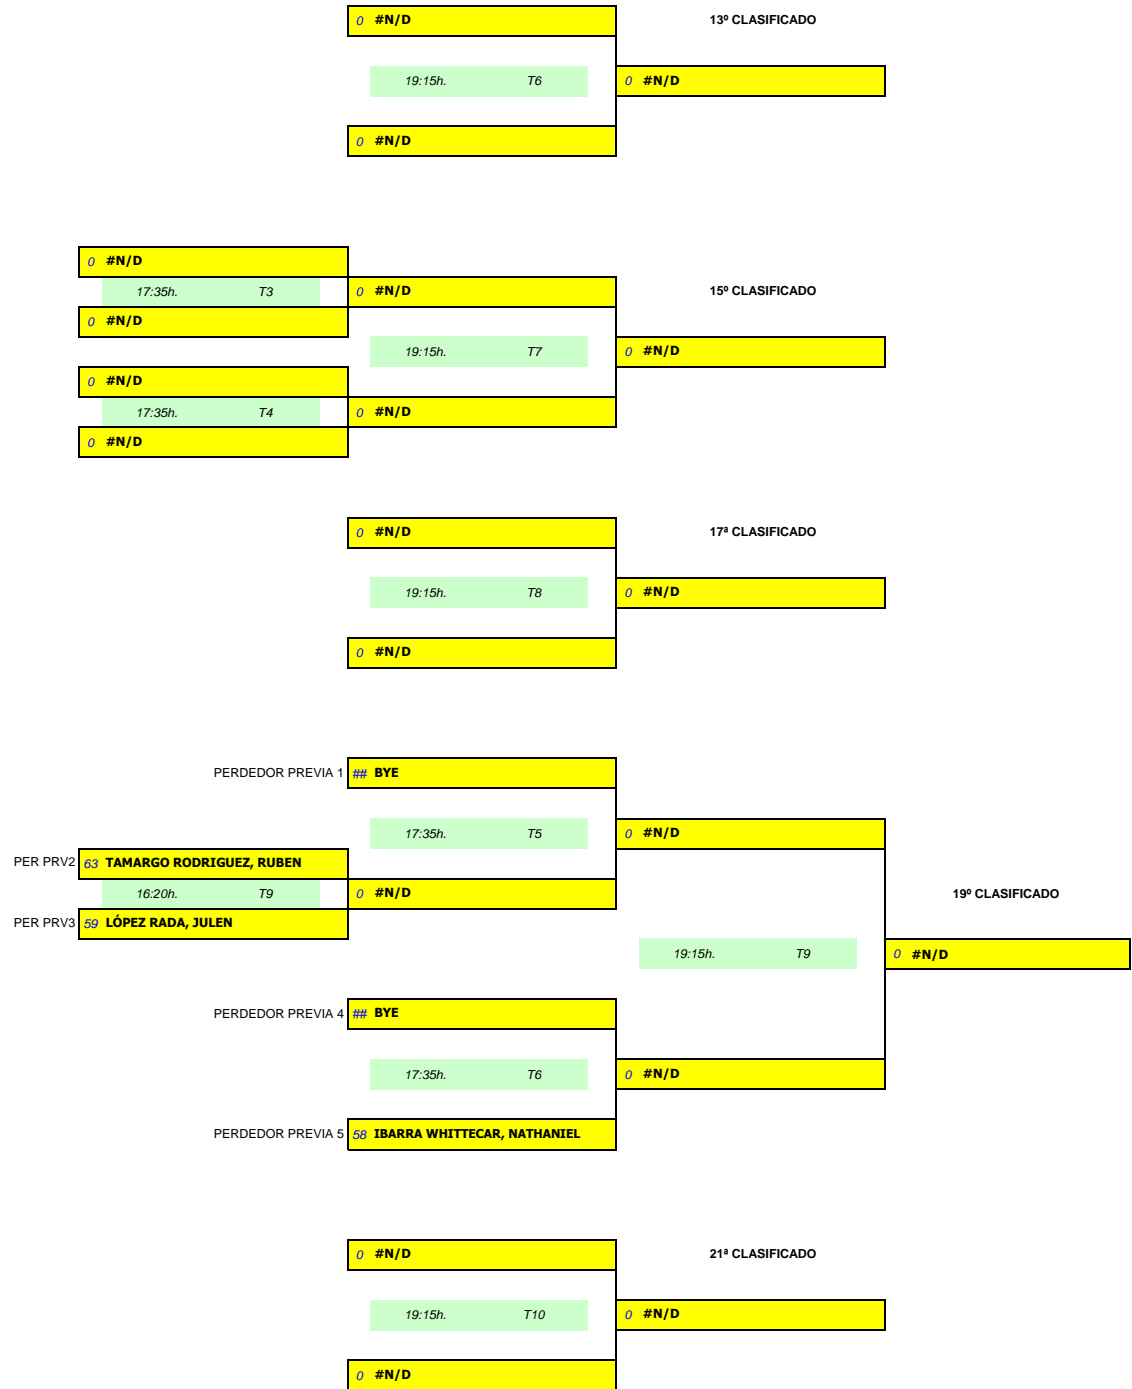 0 #N/D 13º CLASIFICADO
19:15h. T6 0 #N/D
0 #N/D
0 #N/D
17:35h. T3 0 #N/D 15º CLASIFICADO
0 #N/D
19:15h. T7 0 #N/D
0 #N/D
17:35h. T4 0 #N/D
0 #N/D
0 #N/D 17ª CLASIFICADO
19:15h. T8 0 #N/D
0 #N/D
PERDEDOR PREVIA 1 ## BYE
17:35h. T5 0 #N/D
PER PRV2 63 TAMARGO RODRIGUEZ, RUBEN
16:20h. T9 0 #N/D 19º CLASIFICADO
PER PRV3 59 LÓPEZ RADA, JULEN
19:15h. T9 0 #N/D
PERDEDOR PREVIA 4 ## BYE
17:35h. T6 0 #N/D
PERDEDOR PREVIA 5 58 IBARRA WHITTECAR, NATHANIEL
0 #N/D 21ª CLASIFICADO
19:15h. T10 0 #N/D
0 #N/D